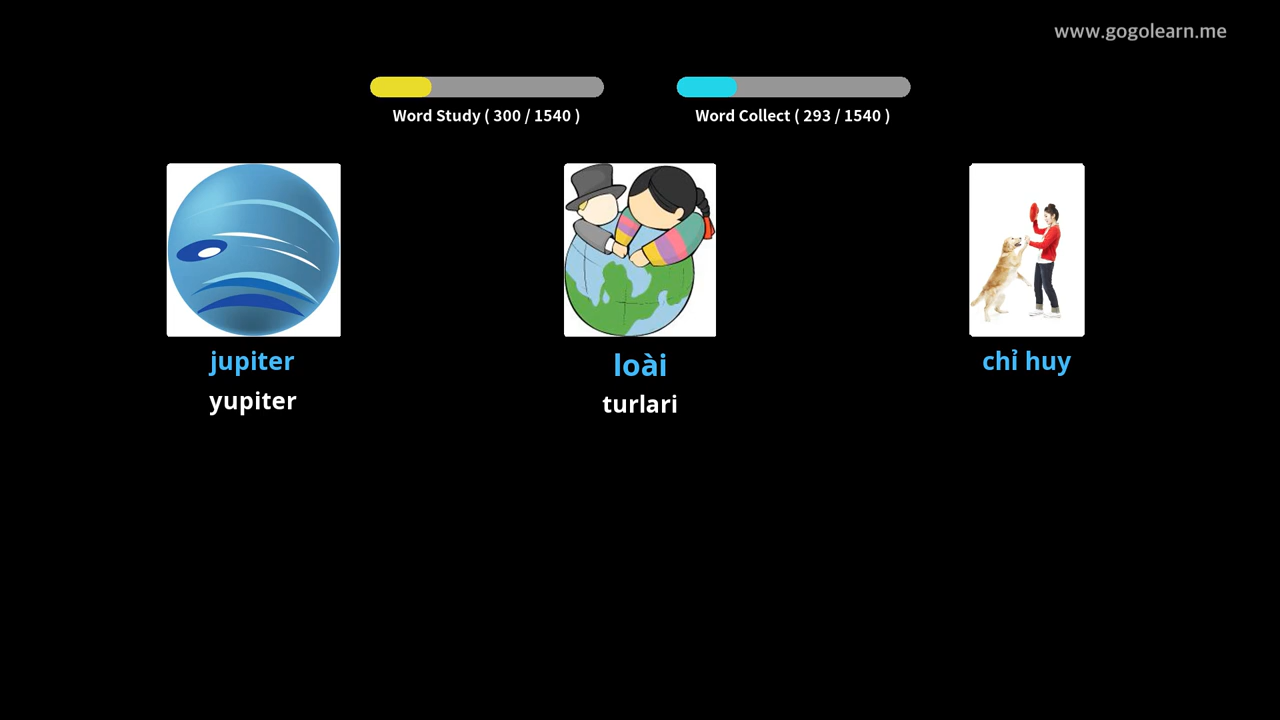 www.gogolearn.me
Word Study ( 300 / 1540 )
Word Collect ( 293 / 1540 )
jupiter
yupiter
loài
turlari
chỉ huy